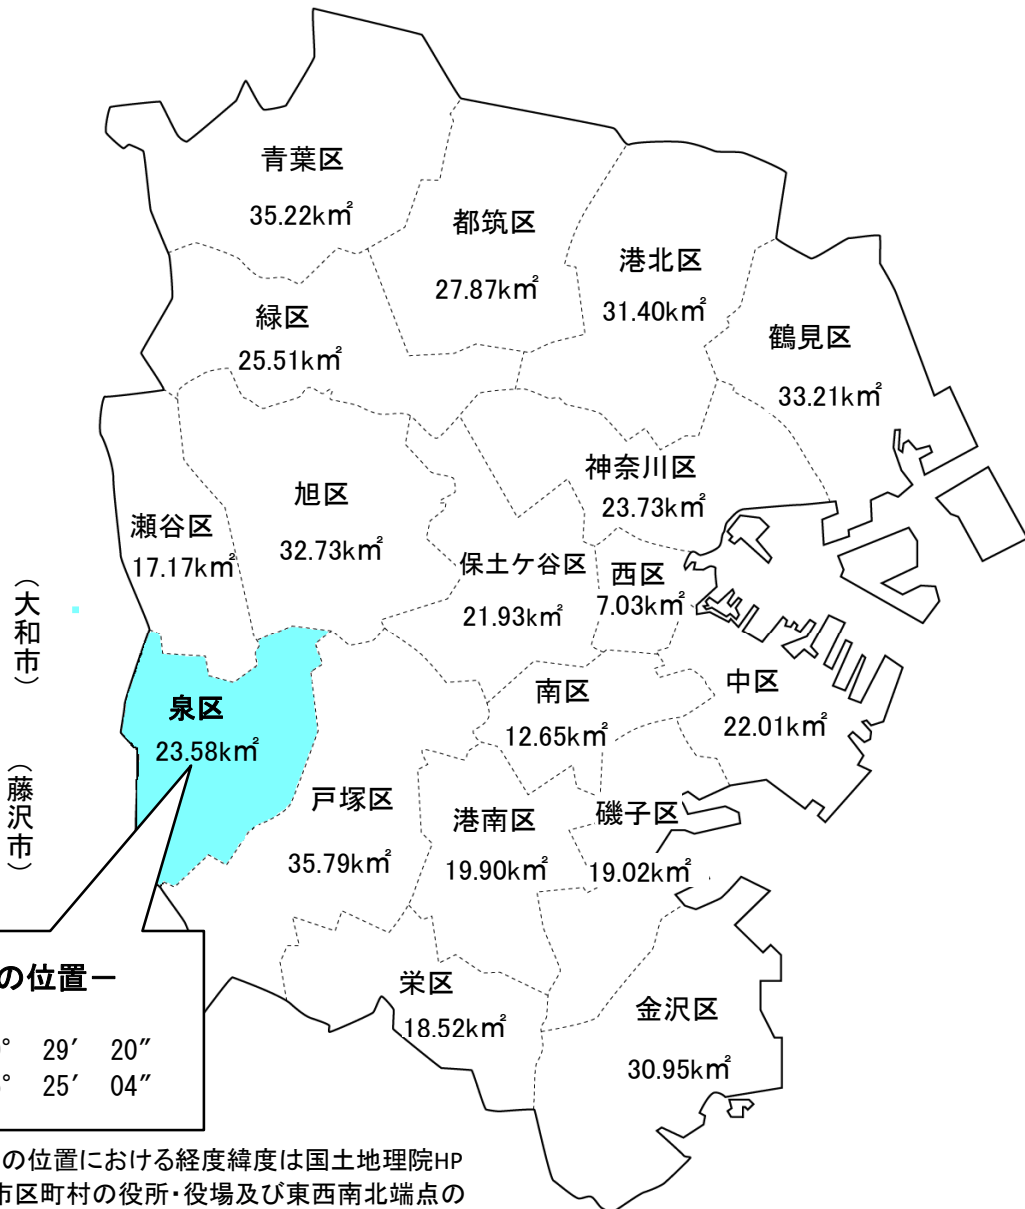 青葉区
35.22k㎡
都筑区
27.87k㎡
港北区
31.40k㎡
緑区
25.51k㎡
鶴見区
33.21k㎡
神奈川区
23.73k㎡
旭区
32.73k㎡
瀬谷区
17.17k㎡
保土ケ谷区
21.93k㎡
西区
7.03k㎡
（大和市）
泉区
23.58k㎡
南区
12.65k㎡
中区
22.01k㎡
（藤沢市）
戸塚区
35.79k㎡
港南区
19.90k㎡
磯子区
19.02k㎡
の位置－
° 29′ 20″
° 25′ 04″
栄区
18.52k㎡
金沢区
30.95k㎡
の位置における経度緯度は国土地理院HP
市区町村の役所・役場及び東西南北端点の